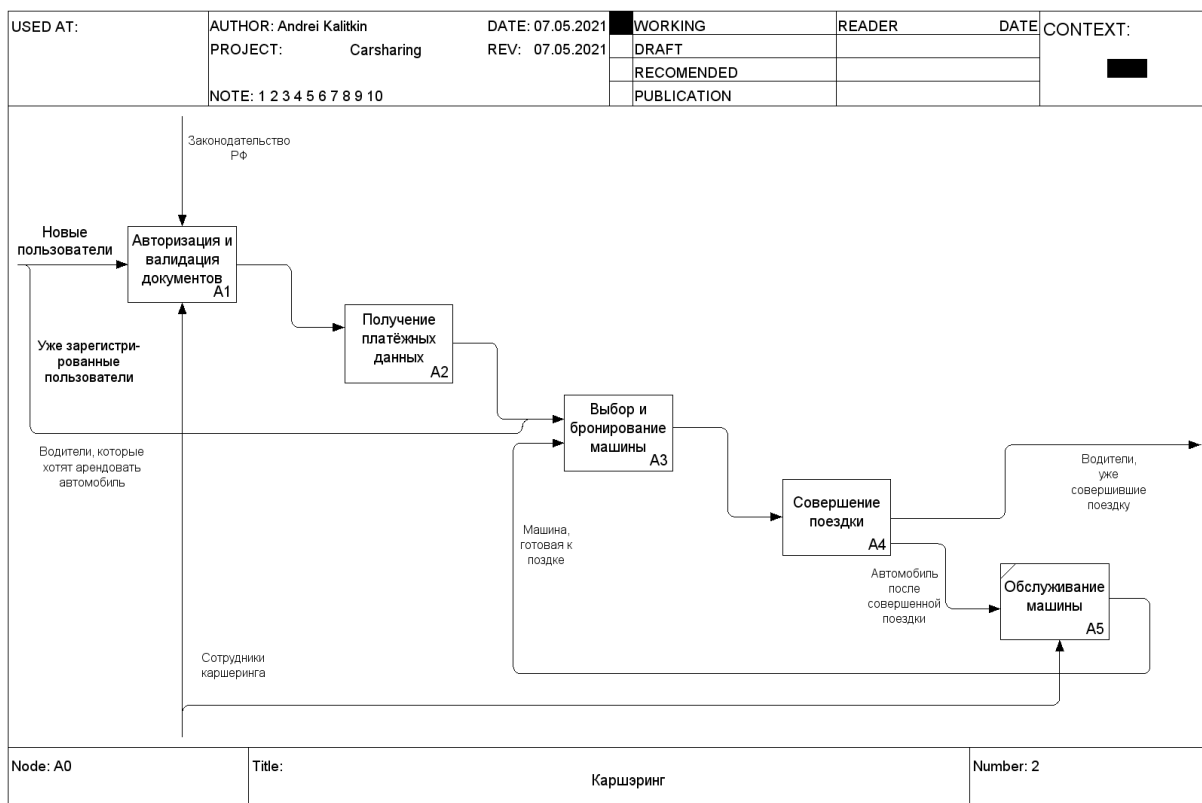 USED AT:
AUTHOR: Andrei Kalitkin
DATE: 07.05.2021
PROJECT: Carsharing
REV: 07.05.2021
NOTE: 1 2 3 4 5 6 7 8 9 10
WORKING
DRAFT
RECOMENDED
PUBLICATION
READER
DATE
CONTEXT:
Законодательство
РФ
Новые
пользователи
Авторизация и
валидация
документов
A1
Получение
платёжных
данных
A2
Уже зарегистри-
рованные
пользователи
Выбор и
бронирование
машины
A3
Водители, которые
хотят арендовать
автомобиль
Водители,
уже
совершившие
поездку
Совершение
поездки
A4
Машина,
готовая к
поздке
Автомобиль
после
совершенной
поездки
Обслуживание
машины
A5
Сотрудники
каршеринга
Node: A0
Title:
Каршэринг
Number: 2